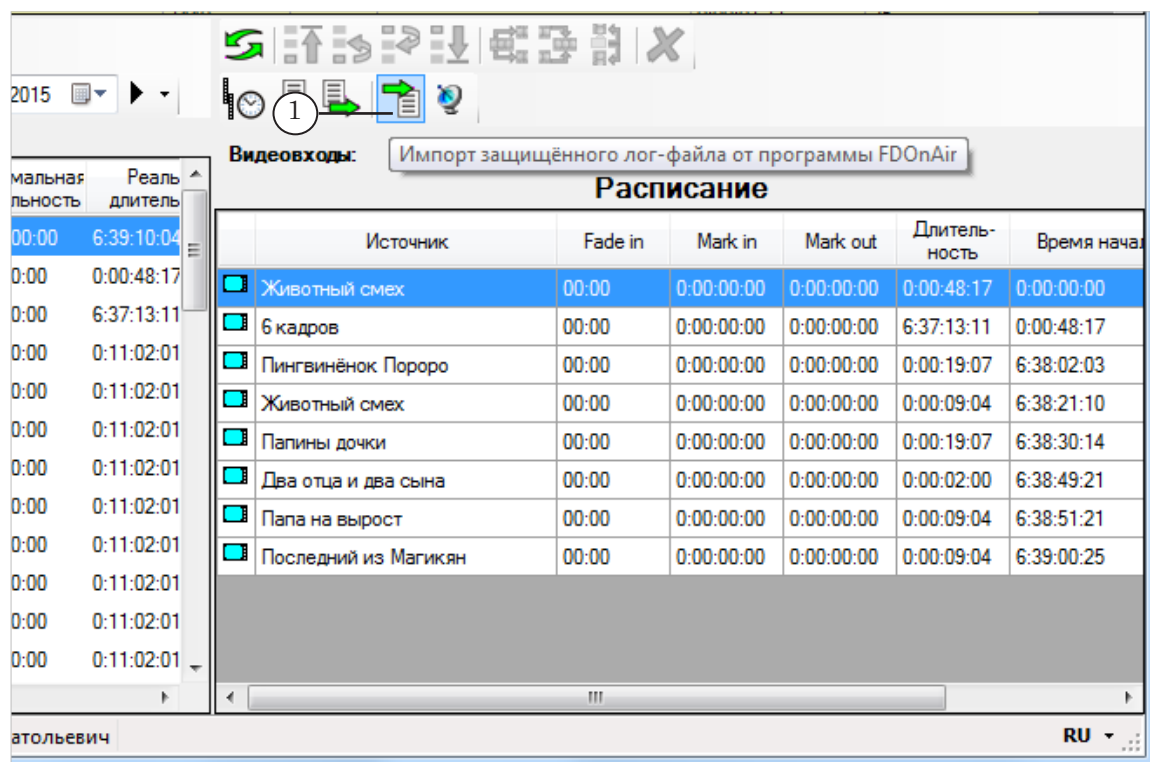 2015
1
Видеовходы:
Импорт защищённого лог-файла от программы FDOnAir
Расписание
мальная Реаль
льность длитель
00:00 6:39:10:04
0:00 0:00:48:17
0:00 6:37:13:11
0:00 0:11:02:01
0:00 0:11:02:01
0:00 0:11:02:01
0:00 0:11:02:01
0:00 0:11:02:01
0:00 0:11:02:01
0:00 0:11:02:01
0:00 0:11:02:01
0:00 0:11:02:01
Источник Fade in Mark in Mark out Длитель- Время начал
ность
Животный смех 00:00 0:00:00:00 0:00:00:00 0:00:48:17 0:00:00:00
6 кадров 00:00 0:00:00:00 0:00:00:00 6:37:13:11 0:00:48:17
Пингвинёнок Пороро 00:00 0:00:00:00 0:00:00:00 0:00:19:07 6:38:02:03
Животный смех 00:00 0:00:00:00 0:00:00:00 0:00:09:04 6:38:21:10
Папины дочки 00:00 0:00:00:00 0:00:00:00 0:00:19:07 6:38:30:14
Два отца и два сына 00:00 0:00:00:00 0:00:00:00 0:00:02:00 6:38:49:21
Папа на вырост 00:00 0:00:00:00 0:00:00:00 0:00:09:04 6:38:51:21
Последний из Магикян 00:00 0:00:00:00 0:00:00:00 0:00:09:04 6:39:00:25
атольевич
RU